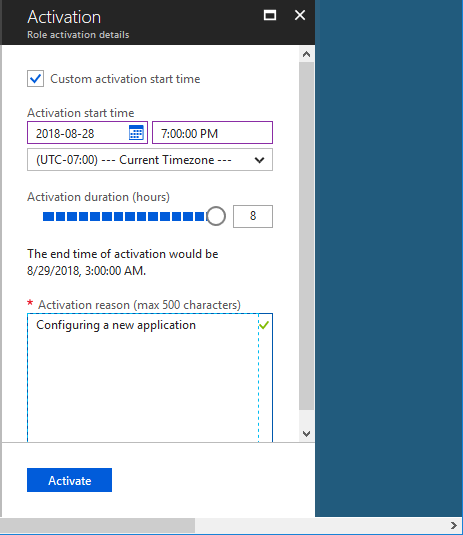 Activation
Role activation details
Custom activation start time
Activation start time
2018-08-28 7:00:00 PM
(UTC-07:00) --- Current Timezone ---
Activation duration (hours)
8
The end time of activation would be
8/29/2018, 3:00:00 AM.
* Activation reason (max 500 characters)
Configuring a new application
Activate